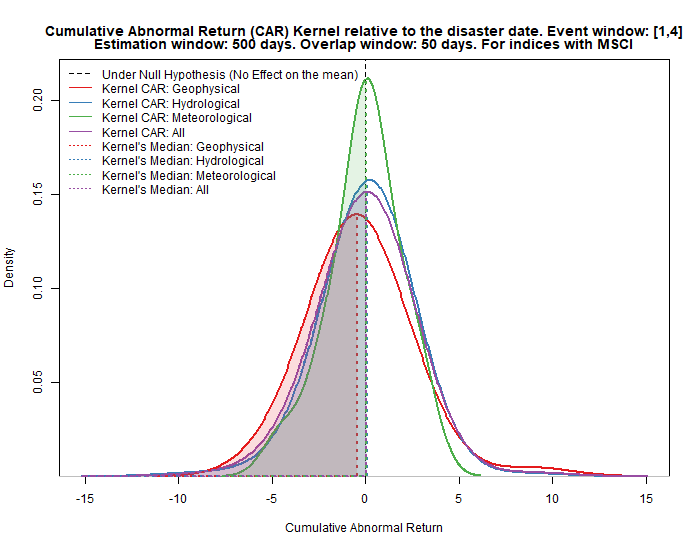 Cumulative Abnormal Return (CAR) Kernel relative to the disaster date. Event window: [1,4]
Estimation window: 500 days. Overlap window: 50 days. For indices with MSCI
Under Null Hypothesis (No Effect on the mean)
Kernel CAR: Geophysical
Kernel CAR: Hydrological
Kernel CAR: Meteorological
Kernel CAR: All
Kernel's Median: Geophysical
Kernel's Median: Hydrological
Kernel's Median: Meteorological
Kernel's Median: All
Density
0.20
0.15
0.10
0.05
-15 -10 -5 0 5 10 15
Cumulative Abnormal Return